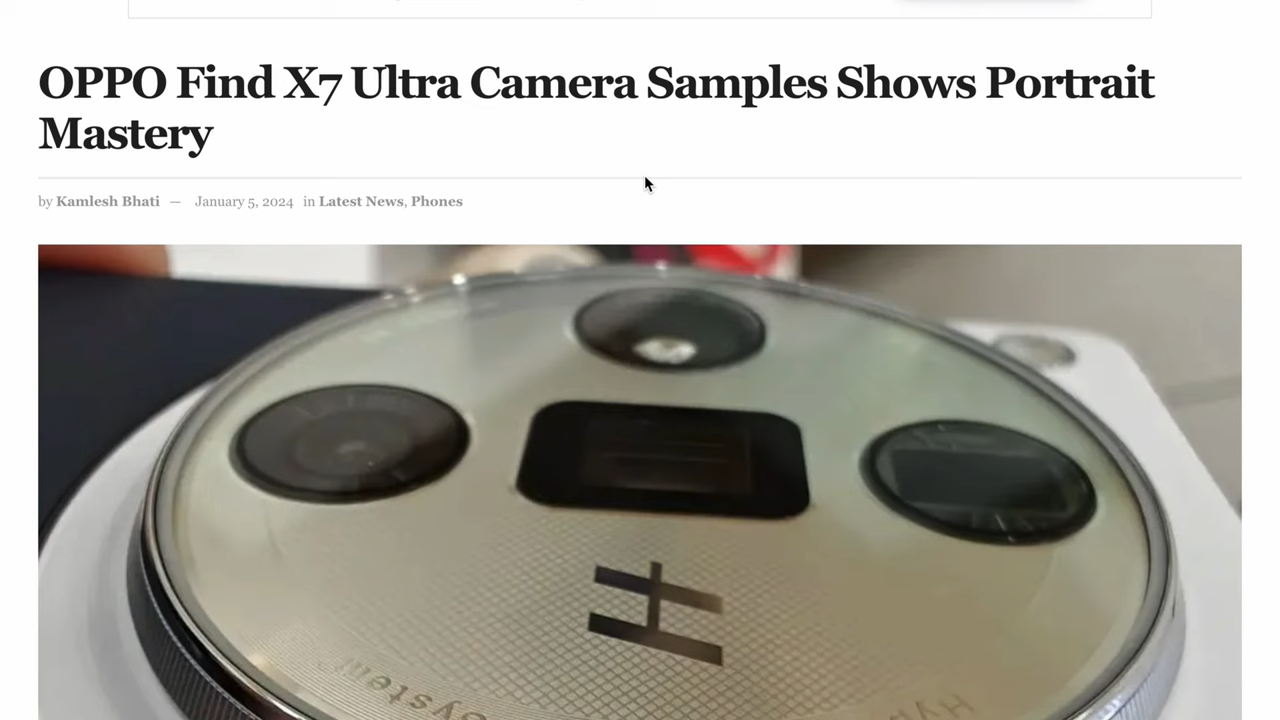 OPPO Find X7 Ultra Camera Samples Shows Portrait
Mastery
by Kamlesh Bhati — January 5, 2024 in Latest News, Phones
H